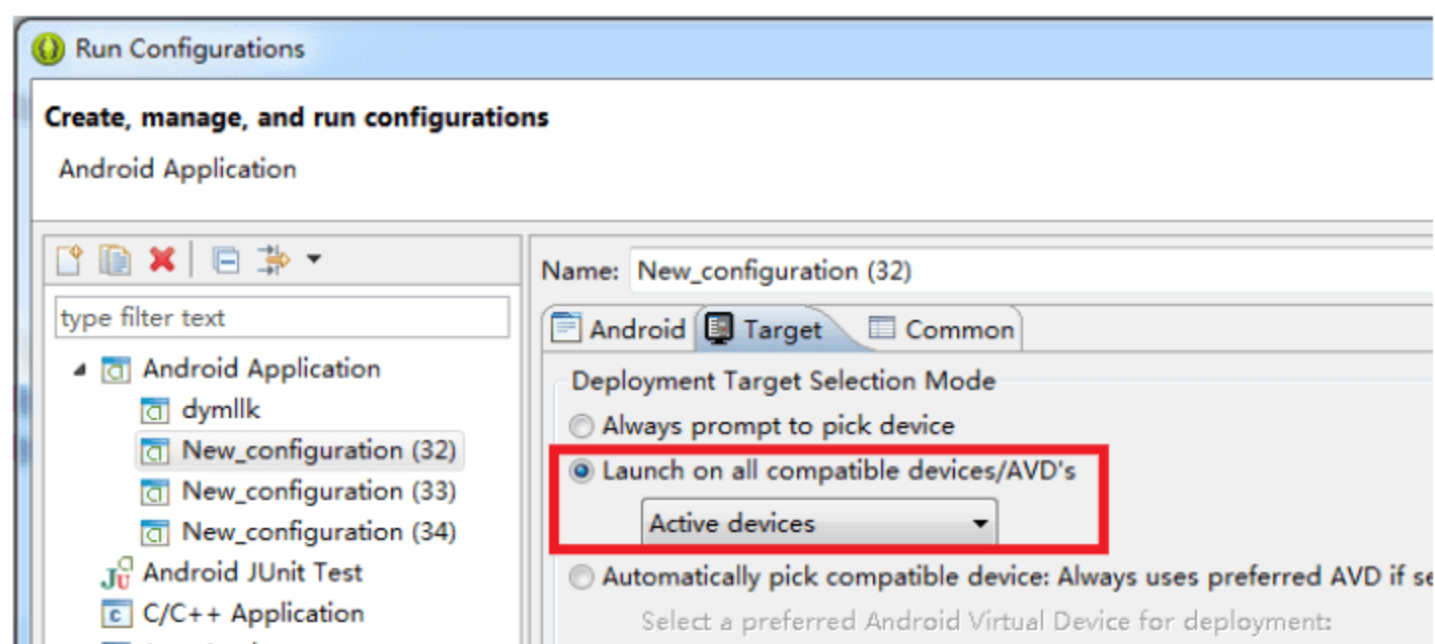 Run Configurations
Create, manage, and run configurations
Android Application
type filter text
Android Application
dymllk
New_configuration (32)
New_configuration (33)
New_configuration (34)
Android JUnit Test
C/C++ Application
Name: New_configuration (32)
Android Target Common
Deployment Target Selection Mode
Always prompt to pick device
Launch on all compatible devices/AVD's
Active devices
Automatically pick compatible device: Always uses preferred AVD if se
Select a preferred Android Virtual Device for deployment: